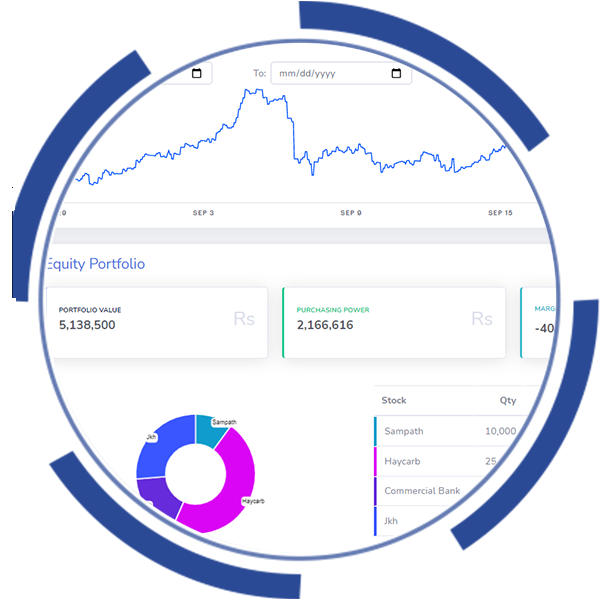 To: mm/dd/yyyy
SEP 3 SEP 9 SEP 15
Equity Portfolio
PORTFOLIO VALUE
5,138,500 Rs
PURCHASING POWER
2,166,616 Rs
MARG
-40
Sampath
Jkh
Haycarb
Stock Qty
Sampath 10,000
Haycarb 25
Commercial Bank
Jkh